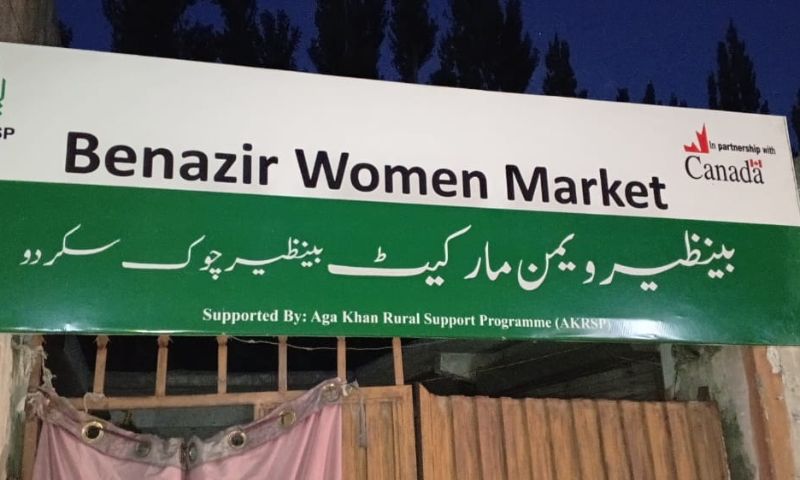 SP
Benazir Women Market
In partnership with
Canada
بینظیر ویمن مارکیٹ بینظیر چوک سکردو
Supported By: Aga Khan Rural Support Programme (AKRSP)